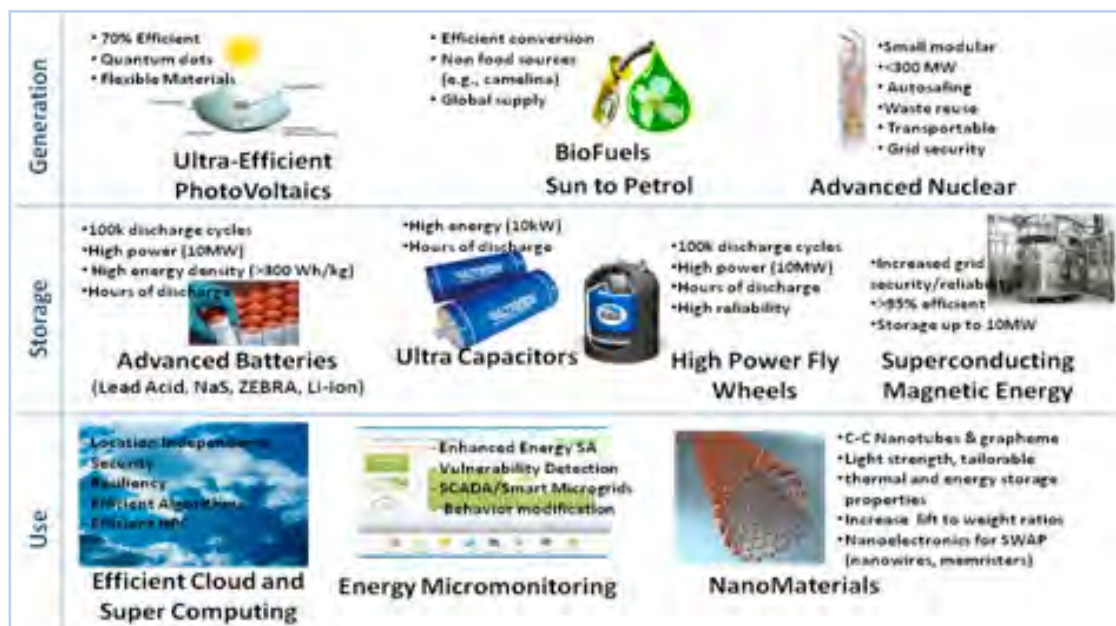 Generation
• 70% Efficient
• Quantum dots
• Flexible Materials
Ultra-Efficient
PhotoVoltaics
• Efficient conversion
• Non food sources
(e.g., camelina)
• Global supply
BioFuels
Sun to Petrol
•Small modular
•<300 MW
• Autosafing
•Waste reuse
• Transportable
• Grid security
Advanced Nuclear
Storage
•100k discharge cycles
•High power (10MW)
• High energy density (>300 Wh/kg)
•Hours of discharge
Advanced Batteries
(Lead Acid, NaS, ZEBRA, Li-ion)
•High energy (10kW)
•Hours of discharge
Ultra Capacitors
•100k discharge cycles
•High power (10MW)
•Hours of discharge
•High reliability
High Power Fly
Wheels
•Increased grid
security/reliability
•>95% efficient
•Storage up to 10MW
Superconducting
Magnetic Energy
Use
Location Independence
Security
Resiliency
Efficient Algorithms
Efficient HPC
Efficient Cloud and
Super Computing
Enhanced Energy SA
Vulnerability Detection
SCADA/Smart Microgrids
Behavior modification
Energy Micromonitoring
•C-C Nanotubes & grapheme
•Light strength, tailorable
•thermal and energy storage
properties
•Increase lift to weight ratios
•Nanoelectronics for SWAP
(nanowires, memristers)
NanoMaterials